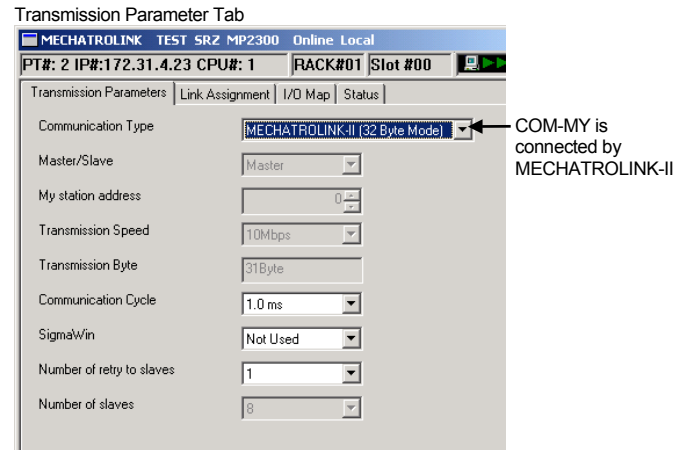 Transmission Parameter Tab
MECHATROLINK TEST SRZ MP2300 Online Local
PT#: 2 IP#:172.31.4.23 CPU#: 1 RACK#01 Slot #00
Transmission Parameters Link Assignment I/O Map Status
Communication Type MECHATROLINK-II (32 Byte Mode)
COM-MY is
connected by
MECHATROLINK-II
Master/Slave Master
My station address 0
Transmission Speed 10Mbps
Transmission Byte 31Byte
Communication Cycle 1.0 ms
SigmaWin Not Used
Number of retry to slaves 1
Number of slaves 8